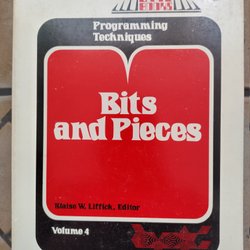 Programming
Techniques
Bits
and Pieces
Blaise W. Liffick, Editor
Volume 4